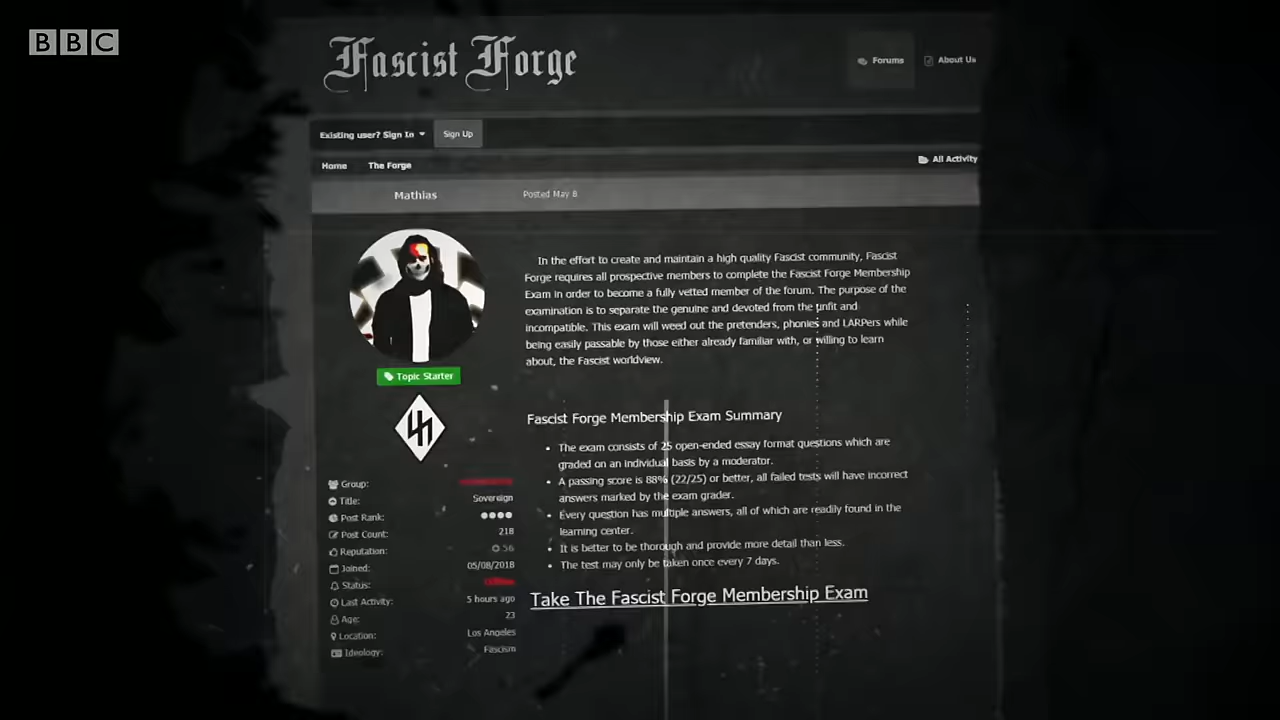 BBC
Fascist Forge
Forums
About Us
Existing user? Sign In
Sign Up
Home
The Forge
All Activity
Mathias
Posted May 8
In the effort to create and maintain a high quality Fascist community, Fascist
Forge requires all prospective members to complete the Fascist Forge Membership
Exam in order to become a fully vetted member of the forum. The purpose of the
examination is to separate the genuine and devoted from the unfit and
incompatible. This exam will weed out the pretenders, phonies and LARPers while
being easily passable by those either already familiar with, or willing to learn
about, the Fascist worldview.
Topic Starter
Fascist Forge Membership Exam Summary
• The exam consists of 25 open-ended essay format questions which are
graded on an individual basis by a moderator.
• A passing score is 88% (22/25) or better, all failed tests will have incorrect
answers marked by the exam grader.
• Every question has multiple answers, all of which are readily found in the
learning center.
• It is better to be thorough and provide more detail than less.
• The test may only be taken once every 7 days.
Take The Fascist Forge Membership Exam
Group:
Title: Sovereign
Post Rank:
Post Count: 218
Reputation: 56
Joined: 05/08/2018
Status:
Last Activity: 5 hours ago
Age: 23
Location: Los Angeles
Ideology: Fascism